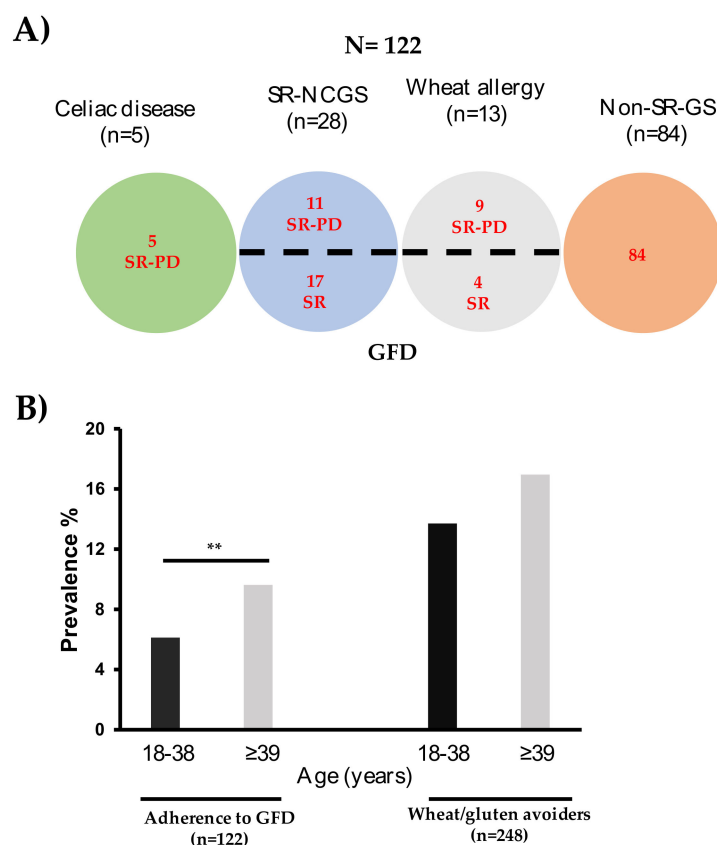 A)
N= 122
Celiac disease
(n=5)
SR-NCGS
(n=28)
Wheat allergy
(n=13)
Non-SR-GS
(n=84)
5
SR-PD
11
SR-PD
17
SR
9
SR-PD
4
SR
84
GFD
B)
Prevalence %
20
16
12
8
4
0
**
18-38
≥39
18-38
≥39
Age (years)
Adherence to GFD
(n=122)
Wheat/gluten avoiders
(n=248)